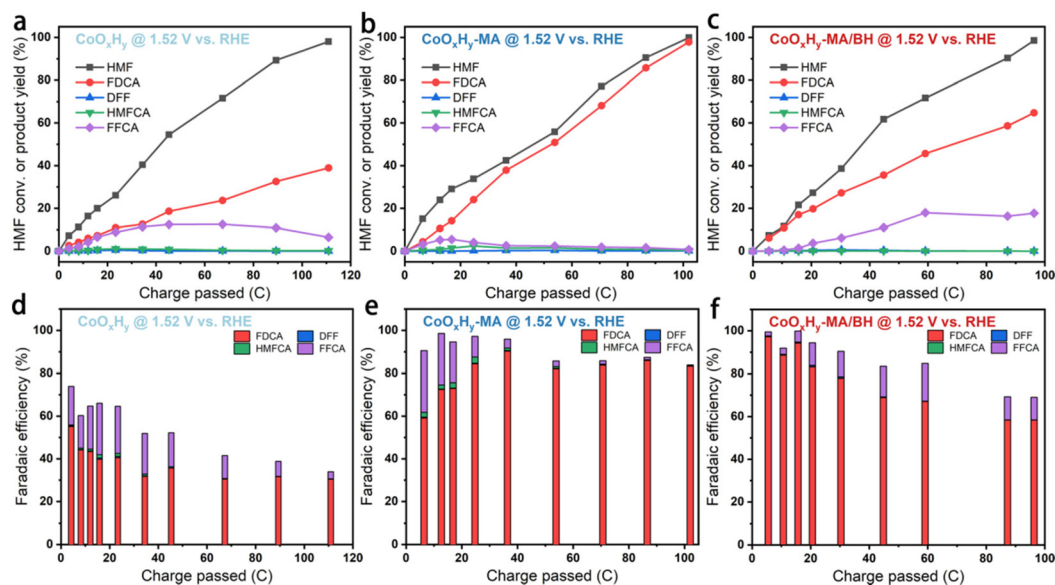 a
CoOxHy @ 1.52 V vs. RHE
HMF
FDCA
DFF
HMFCA
FFCA
HMF conv. or product yield (%)
100
80
60
40
20
0
0 20 40 60 80 100 120
Charge passed (C)
b
CoOxHy-MA @ 1.52 V vs. RHE
HMF
FDCA
DFF
HMFCA
FFCA
HMF conv. or product yield (%)
100
80
60
40
20
0
0 20 40 60 80 100
Charge passed (C)
c
CoOxHy-MA/BH @ 1.52 V vs. RHE
HMF
FDCA
DFF
HMFCA
FFCA
HMF conv. or product yield (%)
100
80
60
40
20
0
0 20 40 60 80 100
Charge passed (C)
d
CoOxHy @ 1.52 V vs. RHE
FDCA DFF
HMFCA FFCA
Faradaic efficiency (%)
100
80
60
40
20
0
0 20 40 60 80 100 120
Charge passed (C)
e
CoOxHy-MA @ 1.52 V vs. RHE
FDCA DFF
HMFCA FFCA
Faradaic efficiency (%)
100
80
60
40
20
0
0 20 40 60 80 100
Charge passed (C)
f
CoOxHy-MA/BH @ 1.52 V vs. RHE
FDCA DFF
HMFCA FFCA
Faradaic efficiency (%)
100
80
60
40
20
0
0 20 40 60 80 100
Charge passed (C)